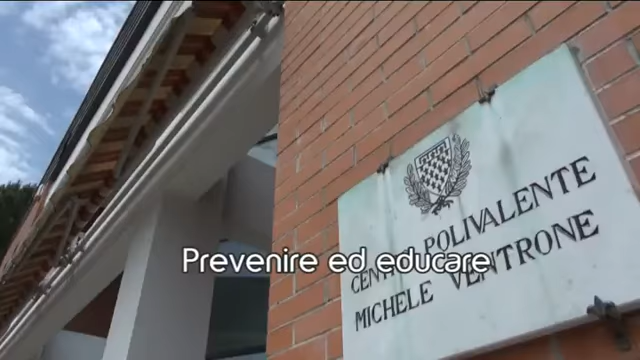 CENTRO POLIVALENTE
MICHELE VENTRONE
Prevenire ed educare